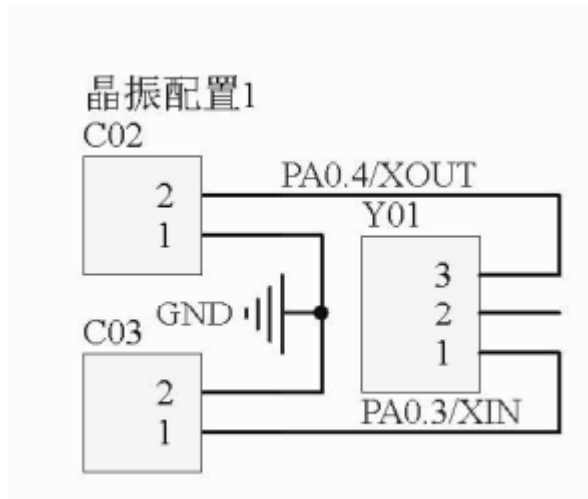 晶振配置1
C02
PA0.4/XOUT
2
1
Y01
3
2
1
GND
C03
2
1
PA0.3/XIN